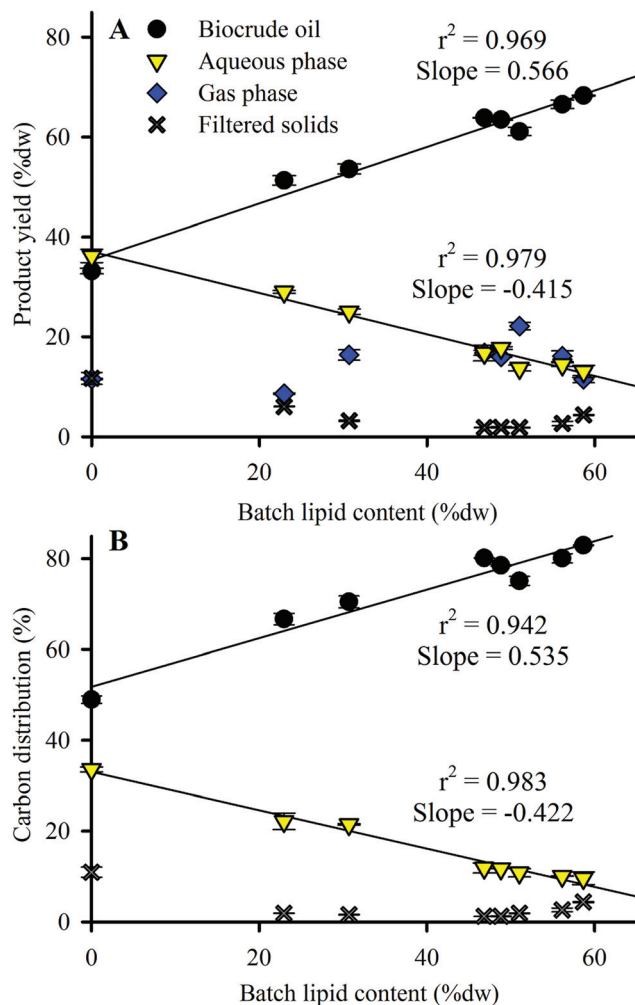 A
Biocrude oil
Aqueous phase
Gas phase
Filtered solids
r² = 0.969
Slope = 0.566
r² = 0.979
Slope = -0.415
Product yield (%dw)
80
60
40
20
0
0 20 40 60
Batch lipid content (%dw)
B
r² = 0.942
Slope = 0.535
r² = 0.983
Slope = -0.422
Carbon distribution (%)
80
60
40
20
0
0 20 40 60
Batch lipid content (%dw)